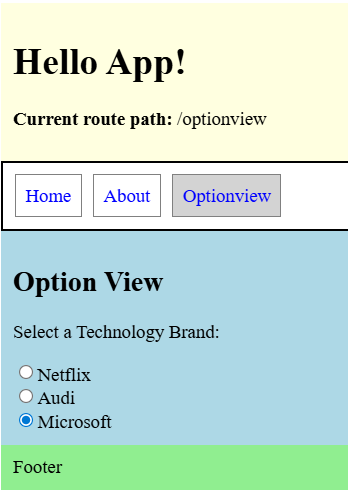 Hello App!
Current route path: /optionview
Home About Optionview
Option View
Select a Technology Brand:
Netflix
Audi
Microsoft
Footer